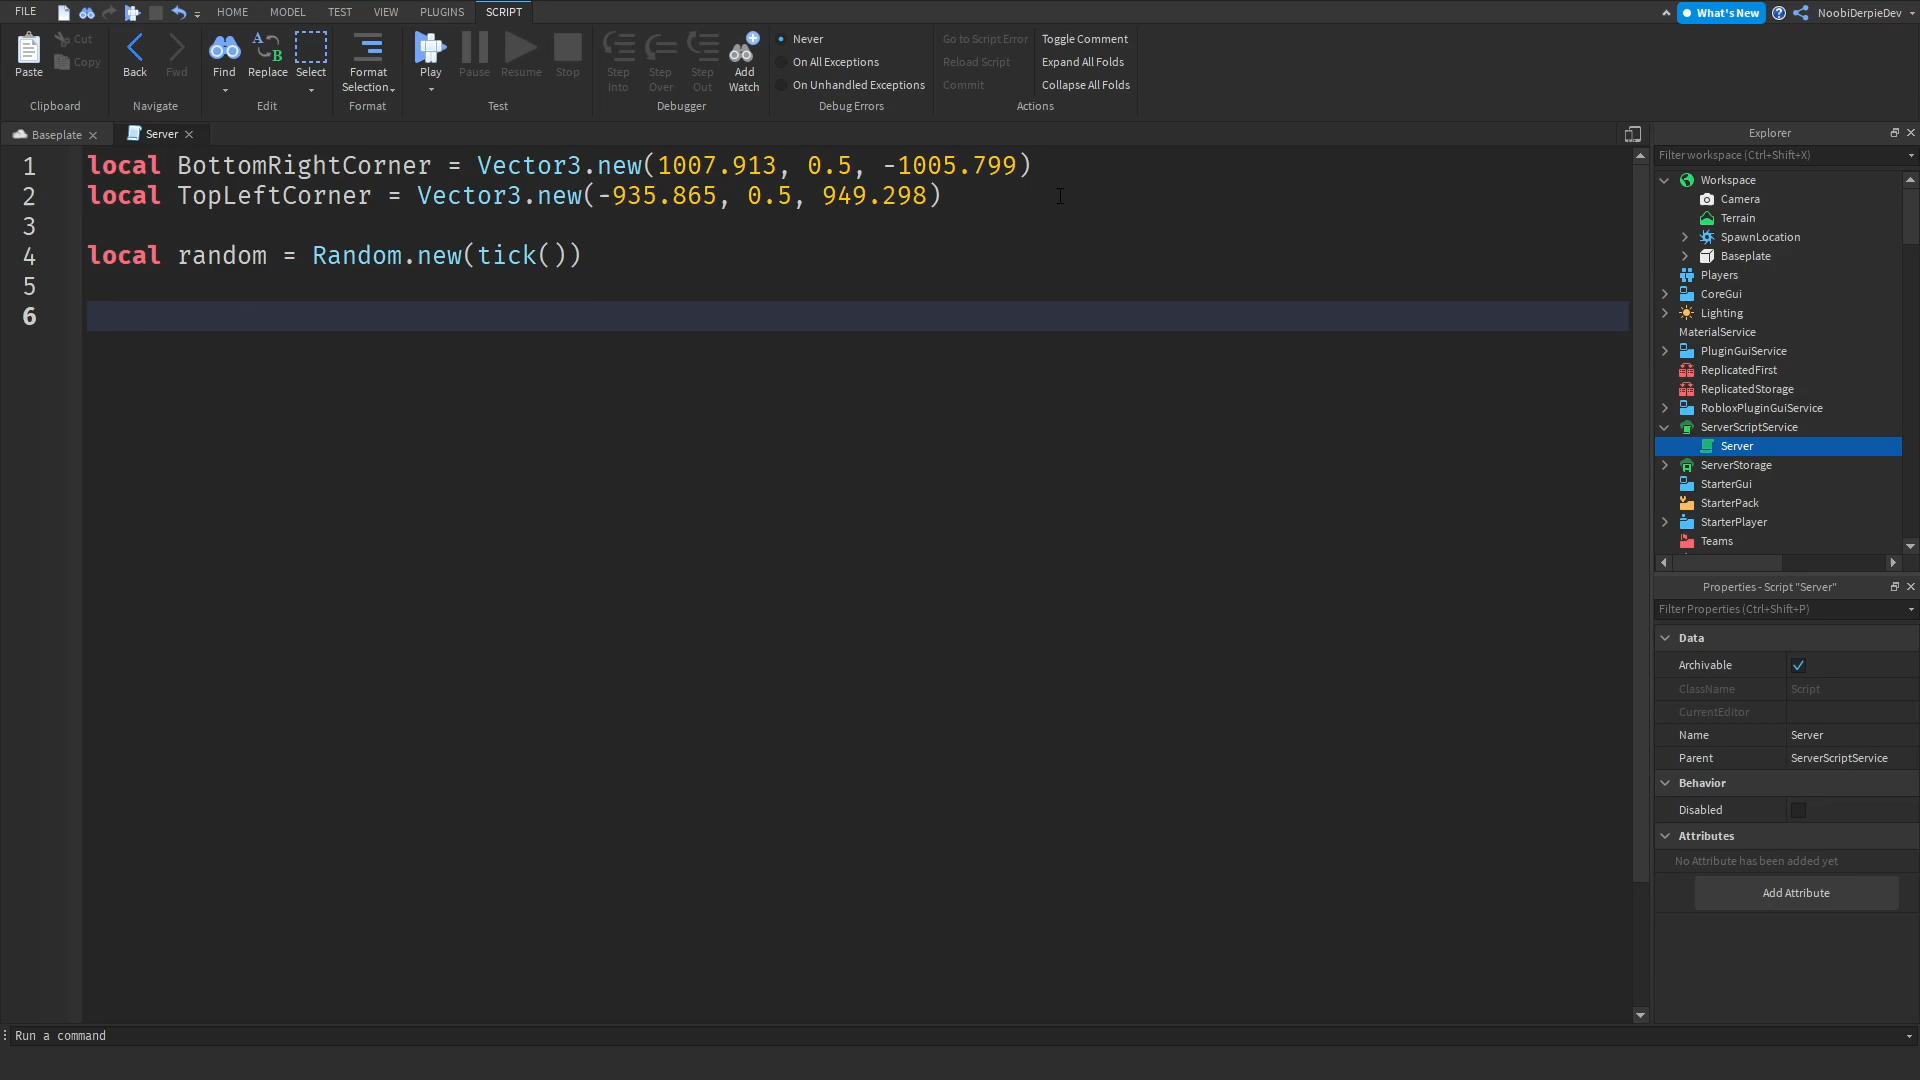 FILE HOME MODEL TEST VIEW PLUGINS SCRIPT What's New NoobiDerpieDev
Paste Cut Copy Clipboard
Back Fwd Navigate
Find Replace Select Edit
Format Selection Format
Play Pause Resume Stop Test
Step Into Step Over Step Out Add Watch Debugger
Never
On All Exceptions
On Unhandled Exceptions
Debug Errors
Go to Script Error
Reload Script
Commit
Toggle Comment
Expand All Folds
Collapse All Folds
Actions
Baseplate Server
1 local BottomRightCorner = Vector3.new(1007.913, 0.5, -1005.799)
2 local TopLeftCorner = Vector3.new(-935.865, 0.5, 949.298)
3
4 local random = Random.new(tick())
5
6
Explorer
Filter workspace (Ctrl+Shift+X)
Workspace
Camera
Terrain
SpawnLocation
Baseplate
Players
CoreGui
Lighting
MaterialService
PluginGuiService
ReplicatedFirst
ReplicatedStorage
RobloxPluginGuiService
ServerScriptService
Server
ServerStorage
StarterGui
StarterPack
StarterPlayer
Teams
Properties - Script "Server"
Filter Properties (Ctrl+Shift+P)
Data
Archivable
ClassName Script
CurrentEditor
Name Server
Parent ServerScriptService
Behavior
Disabled
Attributes
No Attribute has been added yet
Add Attribute
Run a command